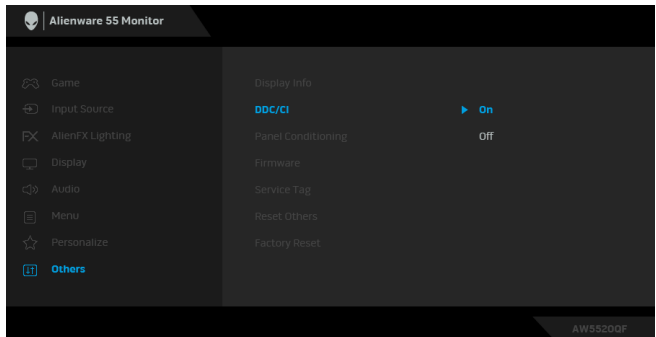 Alienware 55 Monitor
Game
Display Info
Input Source
DDC/CI
On
FX AlienFX Lighting
Panel Conditioning
Off
Display
Firmware
Audio
Service Tag
Menu
Reset Others
Personalize
Factory Reset
Others
AW5520QF